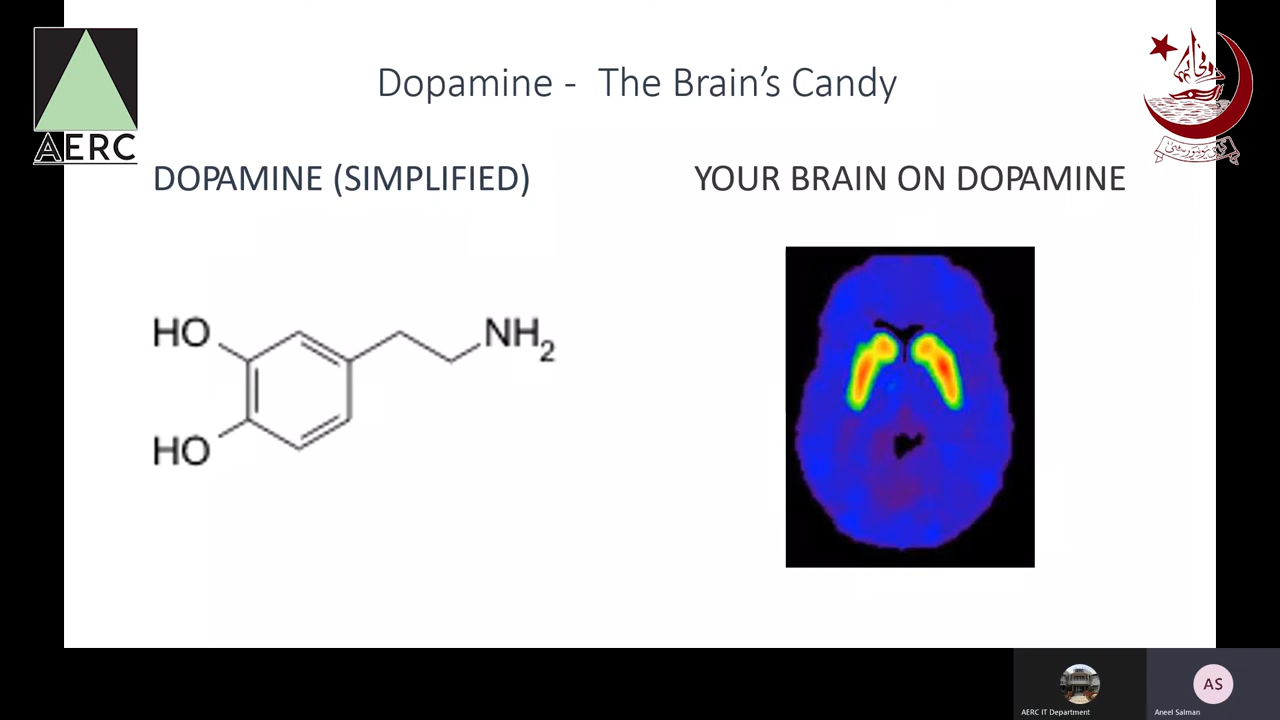 AERC
Dopamine - The Brain's Candy
DOPAMINE (SIMPLIFIED)
YOUR BRAIN ON DOPAMINE
HO
NH2
HO
AS
AERC IT Department
Aneel Salman